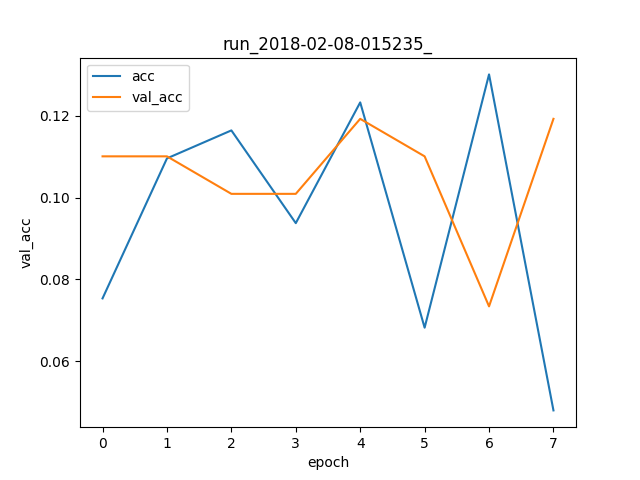 run_2018-02-08-015235_
acc
val_acc
0.12
0.10
0.08
0.06
val_acc
0 1 2 3 4 5 6 7
epoch